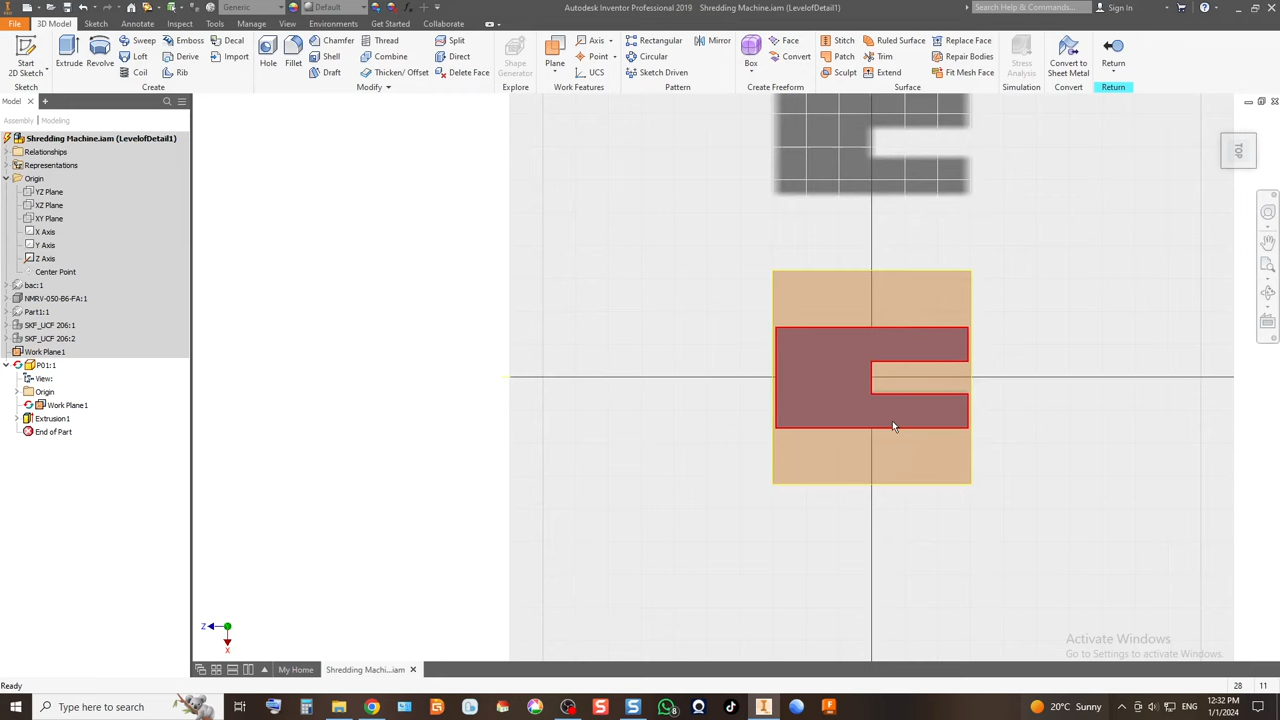 Generic
Default
Autodesk Inventor Professional 2019   Shredding Machine.iam (LevelofDetail1)
Search Help & Commands...
Sign In
File
3D Model
Sketch
Annotate
Inspect
Tools
Manage
View
Environments
Get Started
Collaborate
Start
2D Sketch
Extrude
Revolve
Sweep
Emboss
Decal
Loft
Derive
Import
Coil
Rib
Hole
Fillet
Chamfer
Thread
Split
Shell
Combine
Direct
Draft
Thicken/ Offset
Delete Face
Shape
Generator
Plane
Axis
Point
UCS
Rectangular
Mirror
Circular
Sketch Driven
Box
Face
Convert
Stitch
Ruled Surface
Replace Face
Patch
Trim
Repair Bodies
Sculpt
Extend
Fit Mesh Face
Stress
Analysis
Convert to
Sheet Metal
Return
Sketch
Create
Modify
Explore
Work Features
Pattern
Create Freeform
Surface
Simulation
Convert
Return
Model
Assembly
Modeling
Shredding Machine.iam (LevelofDetail1)
Relationships
Representations
Origin
YZ Plane
XZ Plane
XY Plane
X Axis
Y Axis
Z Axis
Center Point
bac:1
NMRV-050-B6-FA:1
Part1:1
SKF_UCF 206:1
SKF_UCF 206:2
Work Plane1
P01:1
View:
Origin
Work Plane1
Extrusion1
End of Part
TOP
Z
X
Activate Windows
Go to Settings to activate Windows.
My Home
Shredding Machi...iam
Ready
28
11
Type here to search
8
20°C Sunny
12:32 PM
1/1/2024